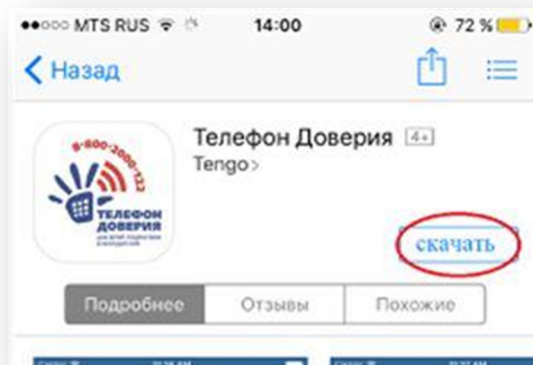 MTS RUS 14:00 72 %
Назад
8-800-2000-122
ТЕЛЕФОН
ДОВЕРИЯ
Телефон Доверия 4+
Tengo>
скачать
Подробнее Отзывы Похожие